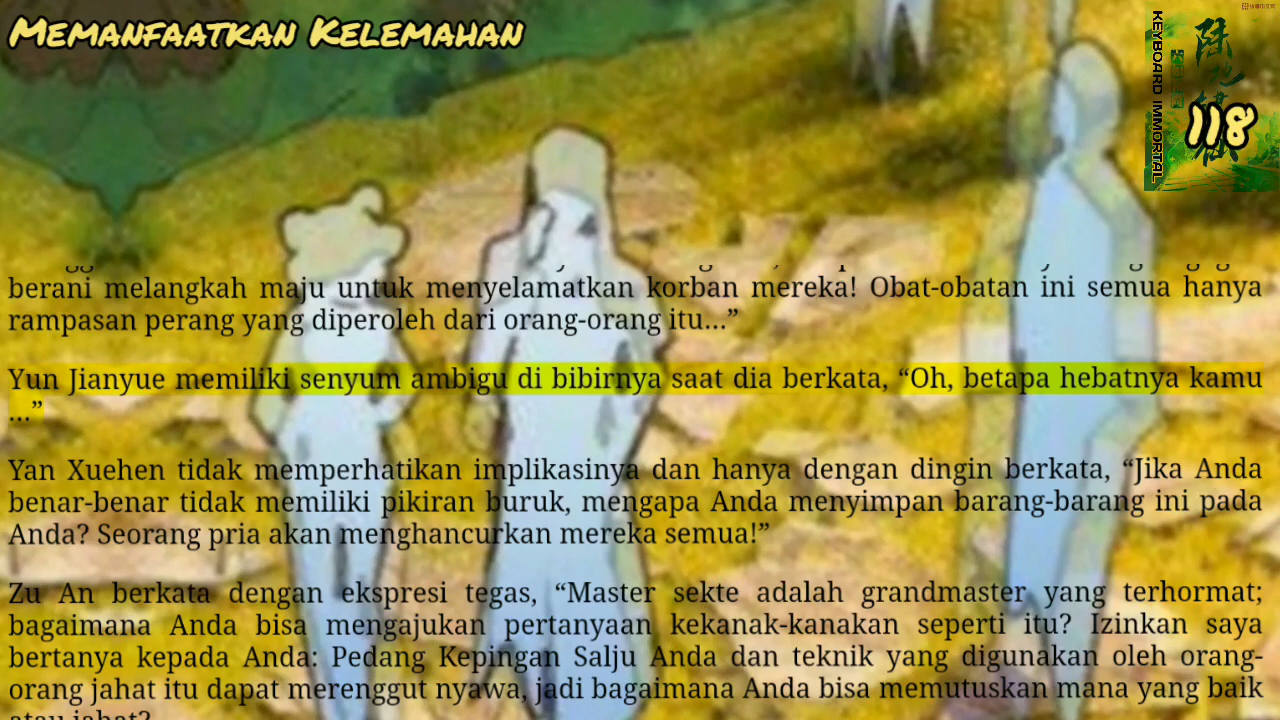 Memanfaatkan Kelemahan
KEYBOARD IMMORTAL
118
berani melangkah maju untuk menyelamatkan korban mereka! Obat-obatan ini semua hanya
rampasan perang yang diperoleh dari orang-orang itu...”
Yun Jianyue memiliki senyum ambigu di bibirnya saat dia berkata, “Oh, betapa hebatnya kamu
...”
Yan Xuehen tidak memperhatikan implikasinya dan hanya dengan dingin berkata, “Jika Anda
benar-benar tidak memiliki pikiran buruk, mengapa Anda menyimpan barang-barang ini pada
Anda? Seorang pria akan menghancurkan mereka semua!”
Zu An berkata dengan ekspresi tegas, “Master sekte adalah grandmaster yang terhormat;
bagaimana Anda bisa mengajukan pertanyaan kekanak-kanakan seperti itu? Izinkan saya
bertanya kepada Anda: Pedang Kepingan Salju Anda dan teknik yang digunakan oleh orang-
orang jahat itu dapat merenggut nyawa, jadi bagaimana Anda bisa memutuskan mana yang baik
atau jahat?